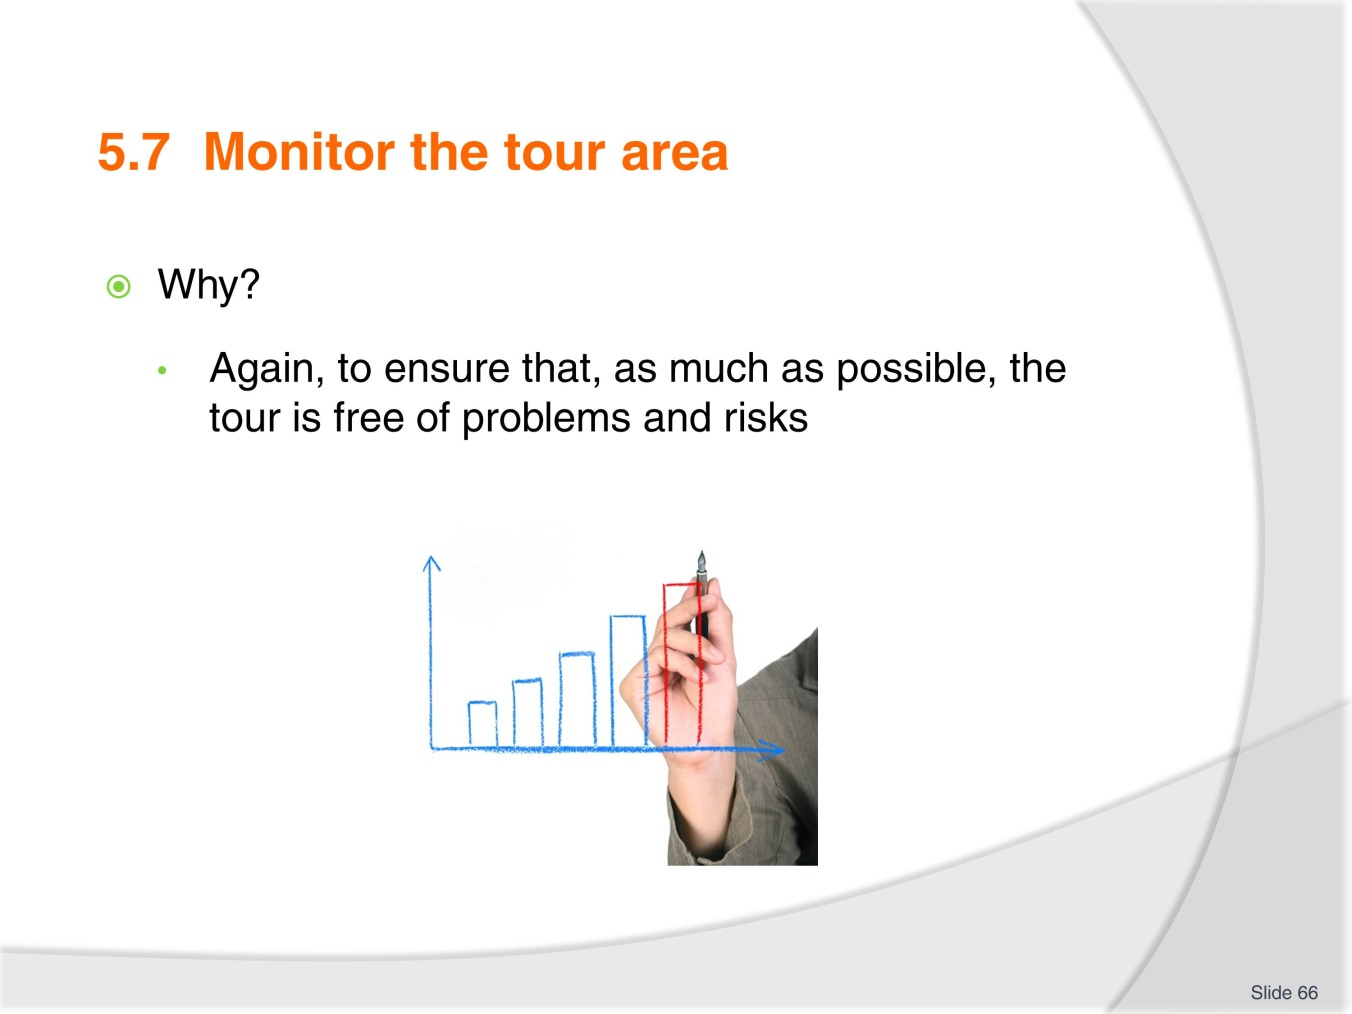 5.7 Monitor the tour area
Why?
Again, to ensure that, as much as possible, the
tour is free of problems and risks
Slide 66